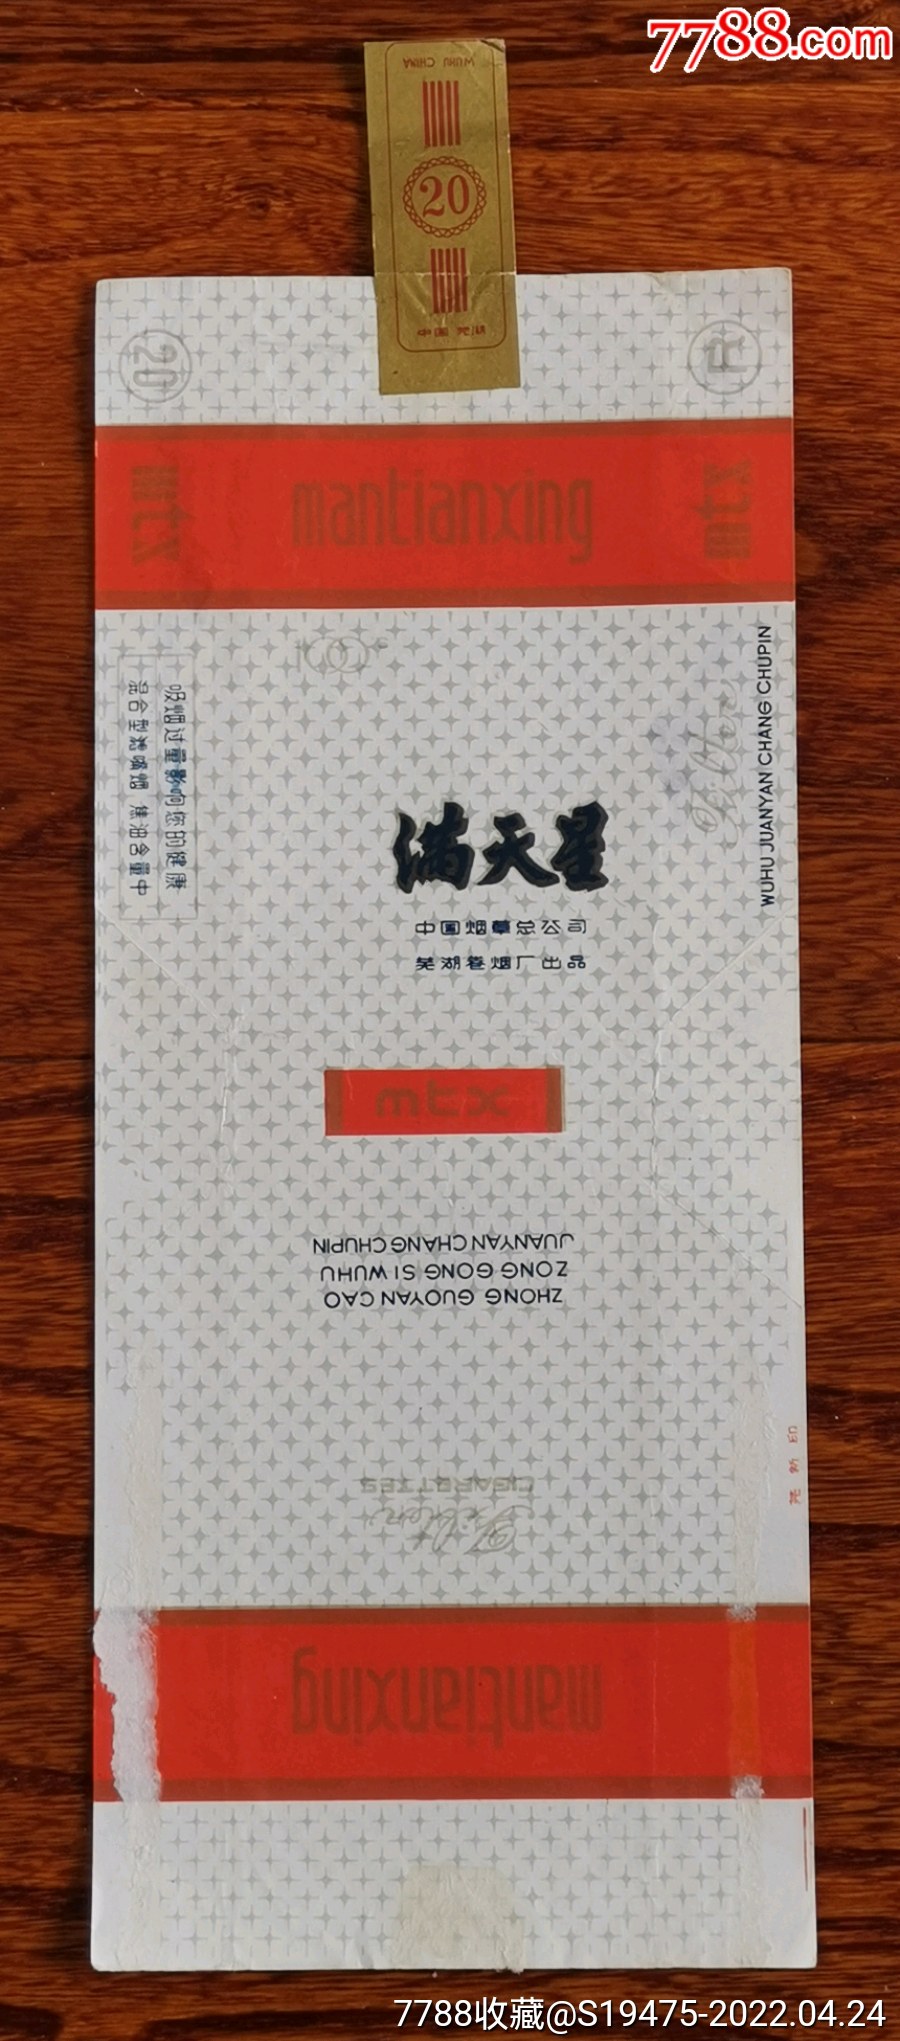 7788.com
WUHU CHINA
20
中国芜湖
20
R
mtx
mantianxing
mtx
吸烟过量影响您的健康
混合型滤嘴烟 焦油含量中
Filter
WUHU JUANYAN CHANG CHUPIN
满天星
中国烟草总公司
芜湖卷烟厂出品
mtx
ZHONG GUOYAN CAO
ZONG GONG SI WUHU
JUANYAN CHANG CHUPIN
Filter
CIGARETTES
mantianxing
7788收藏@S19475-2022.04.24